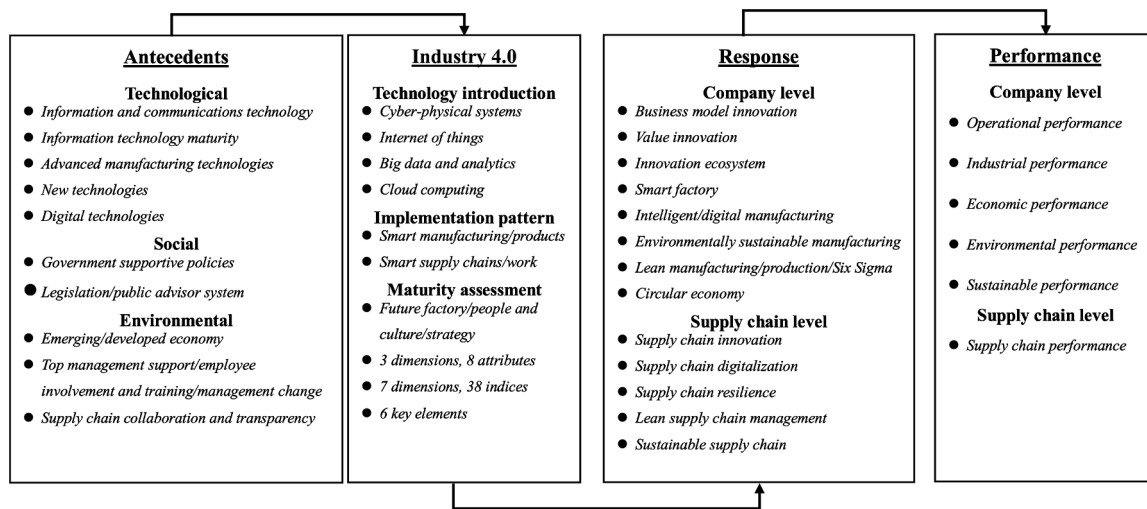 Antecedents
Technological
● Information and communications technology
● Information technology maturity
● Advanced manufacturing technologies
● New technologies
● Digital technologies
Social
● Government supportive policies
● Legislation/public advisor system
Environmental
● Emerging/developed economy
● Top management support/employee
involvement and training/management change
● Supply chain collaboration and transparency
Industry 4.0
Technology introduction
● Cyber-physical systems
● Internet of things
● Big data and analytics
● Cloud computing
Implementation pattern
● Smart manufacturing/products
● Smart supply chains/work
Maturity assessment
● Future factory/people and
culture/strategy
● 3 dimensions, 8 attributes
● 7 dimensions, 38 indices
● 6 key elements
Response
Company level
● Business model innovation
● Value innovation
● Innovation ecosystem
● Smart factory
● Intelligent/digital manufacturing
● Environmentally sustainable manufacturing
● Lean manufacturing/production/Six Sigma
● Circular economy
Supply chain level
● Supply chain innovation
● Supply chain digitalization
● Supply chain resilience
● Lean supply chain management
● Sustainable supply chain
Performance
Company level
● Operational performance
● Industrial performance
● Economic performance
● Environmental performance
● Sustainable performance
Supply chain level
● Supply chain performance